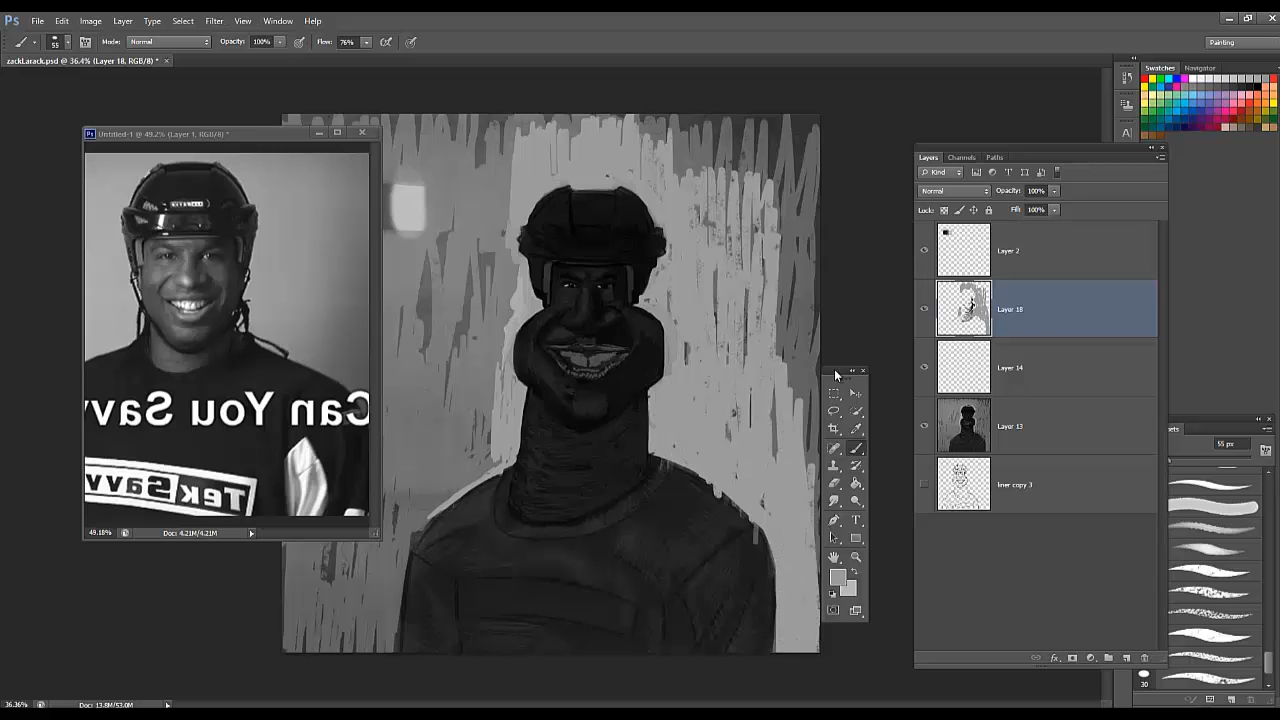 Ps File Edit Image Layer Type Select Filter View Window Help
55 Mode: Normal Opacity: 100% Flow: 76% Painting
zackLarack.psd @ 36.4% (Layer 18, RGB/8) * ×
Swatches Navigator
Untitled-1 @ 49.2% (Layer 1, RGB/8) *
Layers Channels Paths
Kind
Normal Opacity: 100%
Lock: Fill: 100%
Layer 2
Layer 18
Layer 14
Layer 13
liner copy 3
Can You Savv
TekSavv
49.18% Doc: 4.21M/4.21M
sets
55 px
30
36.36% Doc: 13.8M/53.0M